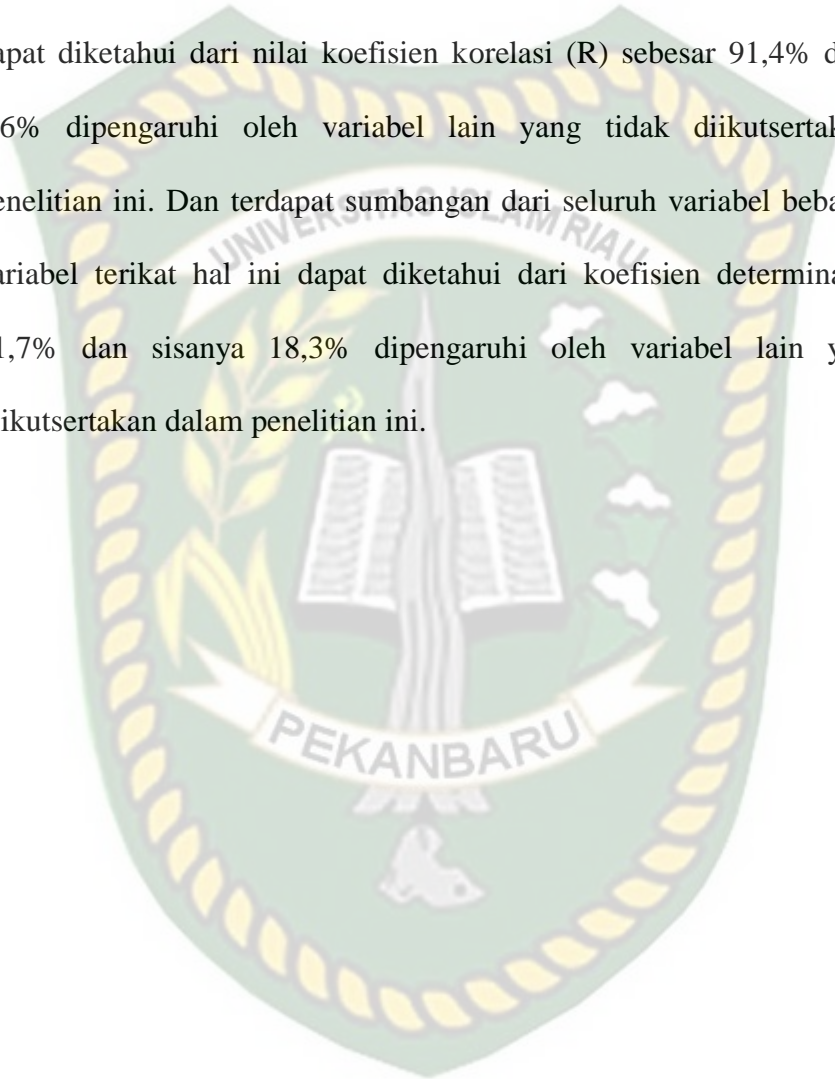 apat diketahui dari nilai koefisien korelasi (R) sebesar 91,4% d
6% dipengaruhi oleh variabel lain yang tidak diikutserta
enelitian ini. Dan terdapat sumbangan dari seluruh variabel beba
ariabel terikat hal ini dapat diketahui dari koefisien determina
1,7% dan sisanya 18,3% dipengaruhi oleh variabel lain y
ikutsertakan dalam penelitian ini.
UNIVERSITAS ISLAM RIAU
PEKANBARU